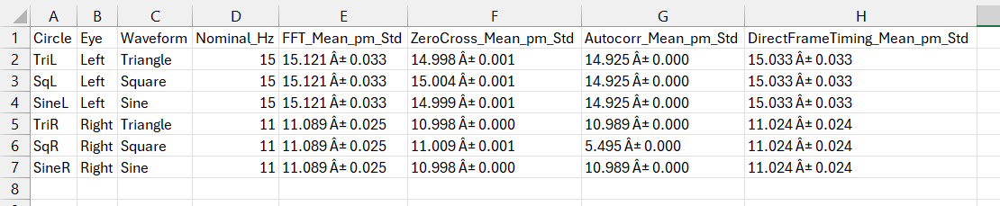 A B C D E F G H
1 Circle Eye Waveform Nominal_Hz FFT_Mean_pm_Std ZeroCross_Mean_pm_Std Autocorr_Mean_pm_Std DirectFrameTiming_Mean_pm_Std
2 TriL Left Triangle 15 15.121 Â± 0.033 14.998 Â± 0.001 14.925 Â± 0.000 15.033 Â± 0.033
3 SqL Left Square 15 15.121 Â± 0.033 15.004 Â± 0.001 14.925 Â± 0.000 15.033 Â± 0.033
4 SineL Left Sine 15 15.121 Â± 0.033 14.999 Â± 0.001 14.925 Â± 0.000 15.033 Â± 0.033
5 TriR Right Triangle 11 11.089 Â± 0.025 10.998 Â± 0.000 10.989 Â± 0.000 11.024 Â± 0.024
6 SqR Right Square 11 11.089 Â± 0.025 11.009 Â± 0.001 5.495 Â± 0.000 11.024 Â± 0.024
7 SineR Right Sine 11 11.089 Â± 0.025 10.998 Â± 0.000 10.989 Â± 0.000 11.024 Â± 0.024
8